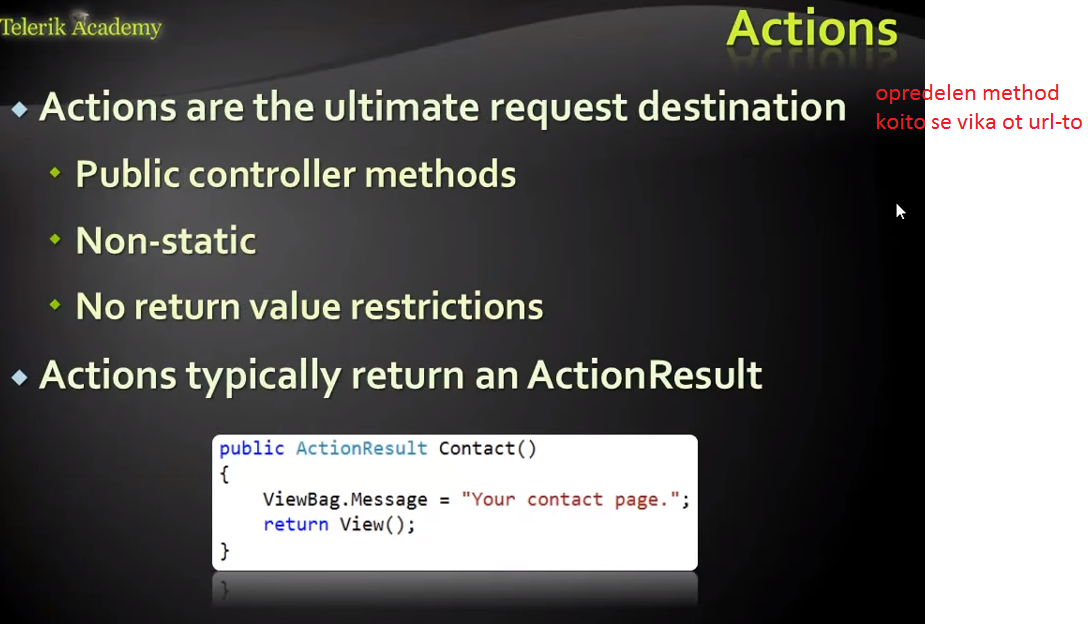 Telerik Academy
Actions
Actions are the ultimate request destination
opredelen method
koito se vika ot url-to
Public controller methods
Non-static
No return value restrictions
Actions typically return an ActionResult
public ActionResult Contact()
{
    ViewBag.Message = "Your contact page.";
    return View();
}